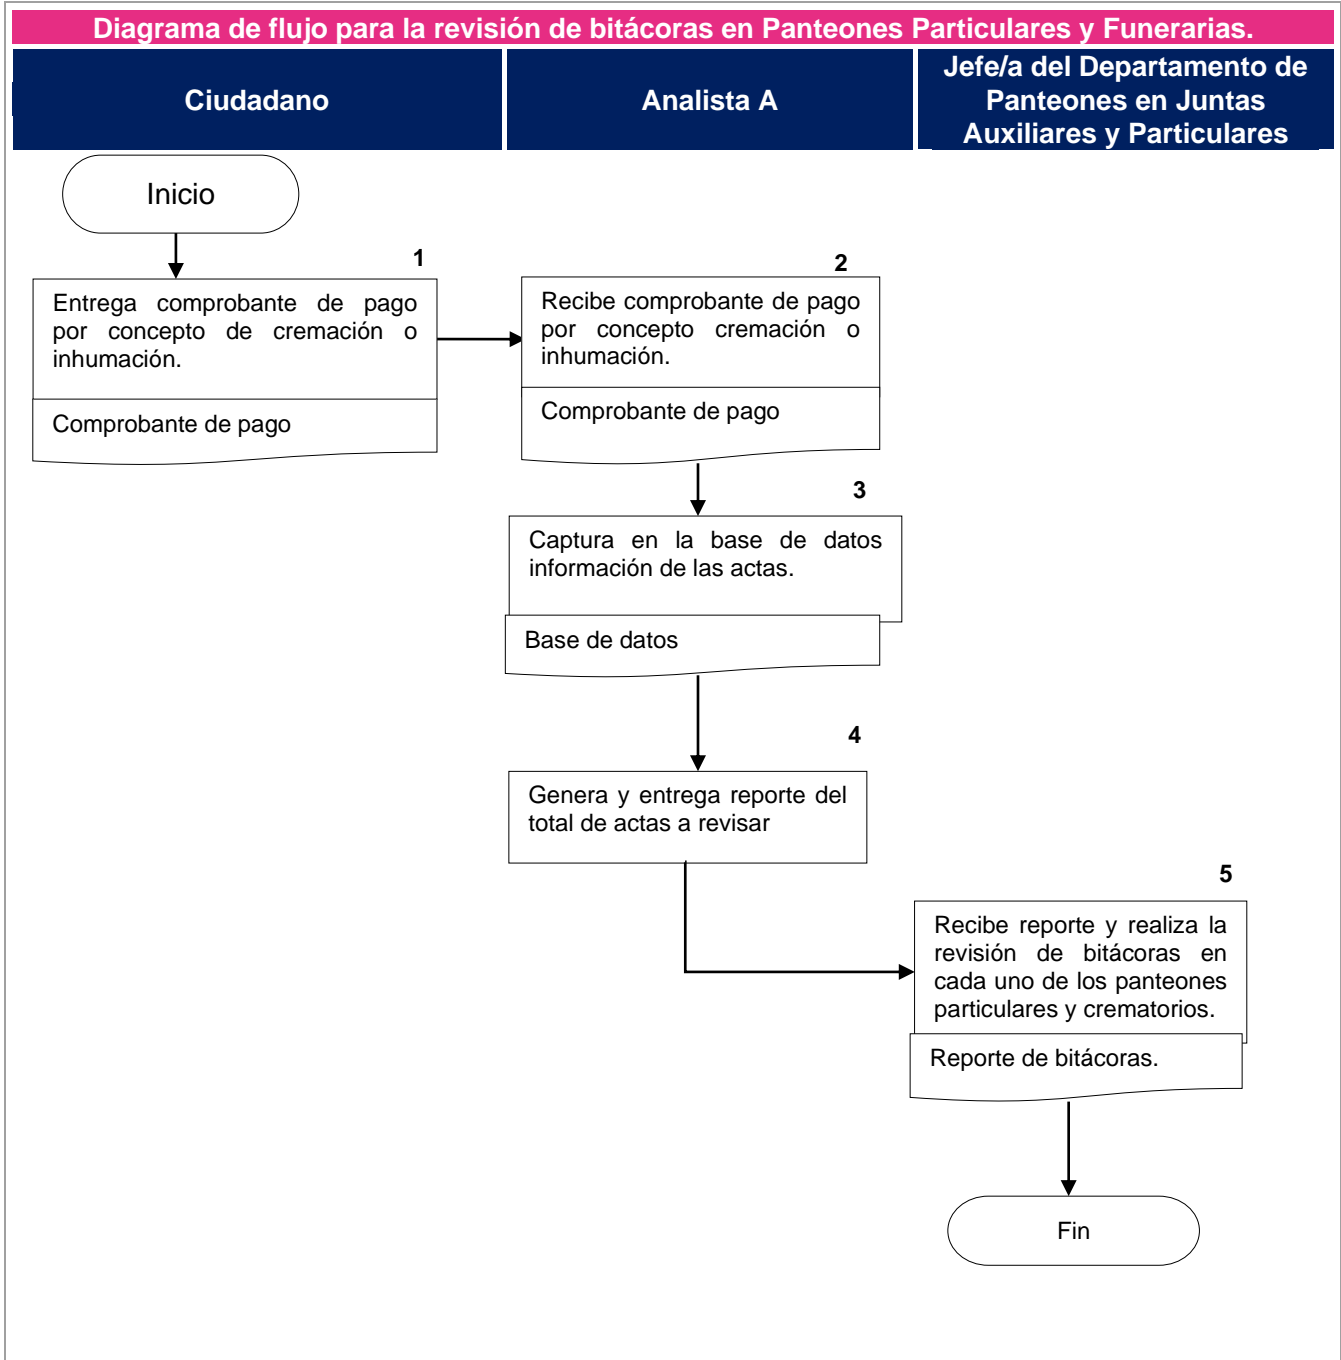 Diagrama de flujo para la revisión de bitácoras en Panteones Particulares y Funerarias.
Ciudadano
Analista A
Jefe/a del Departamento de
Panteones en Juntas
Auxiliares y Particulares
Inicio
1
Entrega comprobante de pago
por concepto de cremación o
inhumación.
Comprobante de pago
2
Recibe comprobante de pago
por concepto cremación o
inhumación.
Comprobante de pago
3
Captura en la base de datos
información de las actas.
Base de datos
4
Genera y entrega reporte del
total de actas a revisar
5
Recibe reporte y realiza la
revisión de bitácoras en
cada uno de los panteones
particulares y crematorios.
Reporte de bitácoras.
Fin